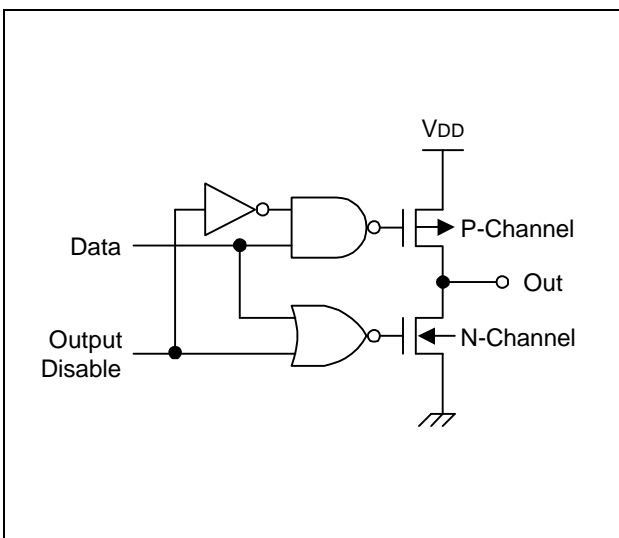 VDD
P-Channel
Data
Out
Output
Disable
N-Channel